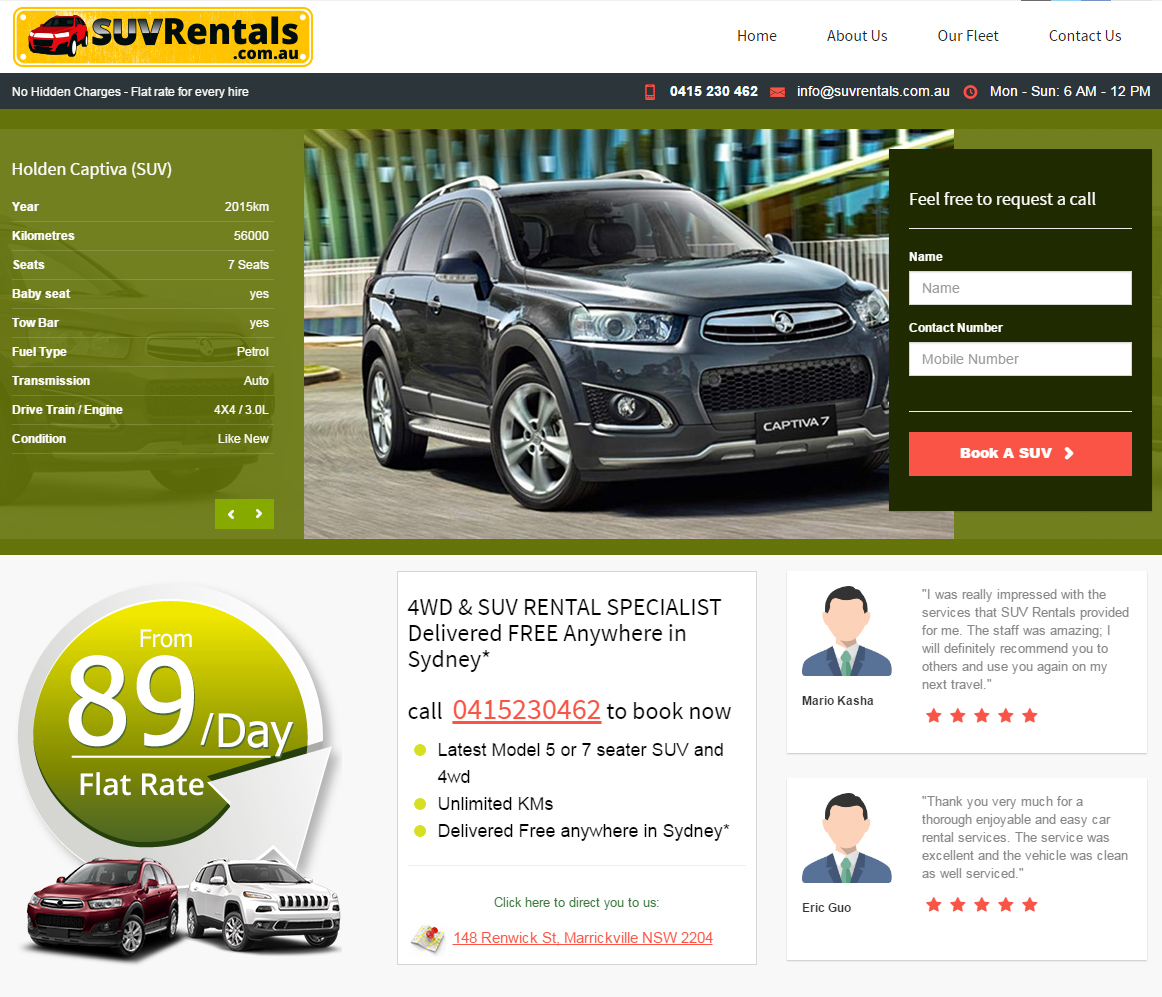 SUVRentals
.com.au
Home About Us Our Fleet Contact Us
No Hidden Charges - Flat rate for every hire
0415 230 462 info@suvrentals.com.au Mon - Sun: 6 AM - 12 PM
Holden Captiva (SUV)
Year 2015km
Kilometres 56000
Seats 7 Seats
Baby seat yes
Tow Bar yes
Fuel Type Petrol
Transmission Auto
Drive Train / Engine 4X4 / 3.0L
Condition Like New
CAPTIVA 7
Feel free to request a call
Name
Name
Contact Number
Mobile Number
Book A SUV
From
89/Day
Flat Rate
4WD & SUV RENTAL SPECIALIST
Delivered FREE Anywhere in
Sydney*
call 0415230462 to book now
Latest Model 5 or 7 seater SUV and
4wd
Unlimited KMs
Delivered Free anywhere in Sydney*
Click here to direct you to us:
148 Renwick St, Marrickville NSW 2204
"I was really impressed with the
services that SUV Rentals provided
for me. The staff was amazing; I
will definitely recommend you to
others and use you again on my
next travel."
Mario Kasha
"Thank you very much for a
thorough enjoyable and easy car
rental services. The service was
excellent and the vehicle was clean
as well serviced."
Eric Guo